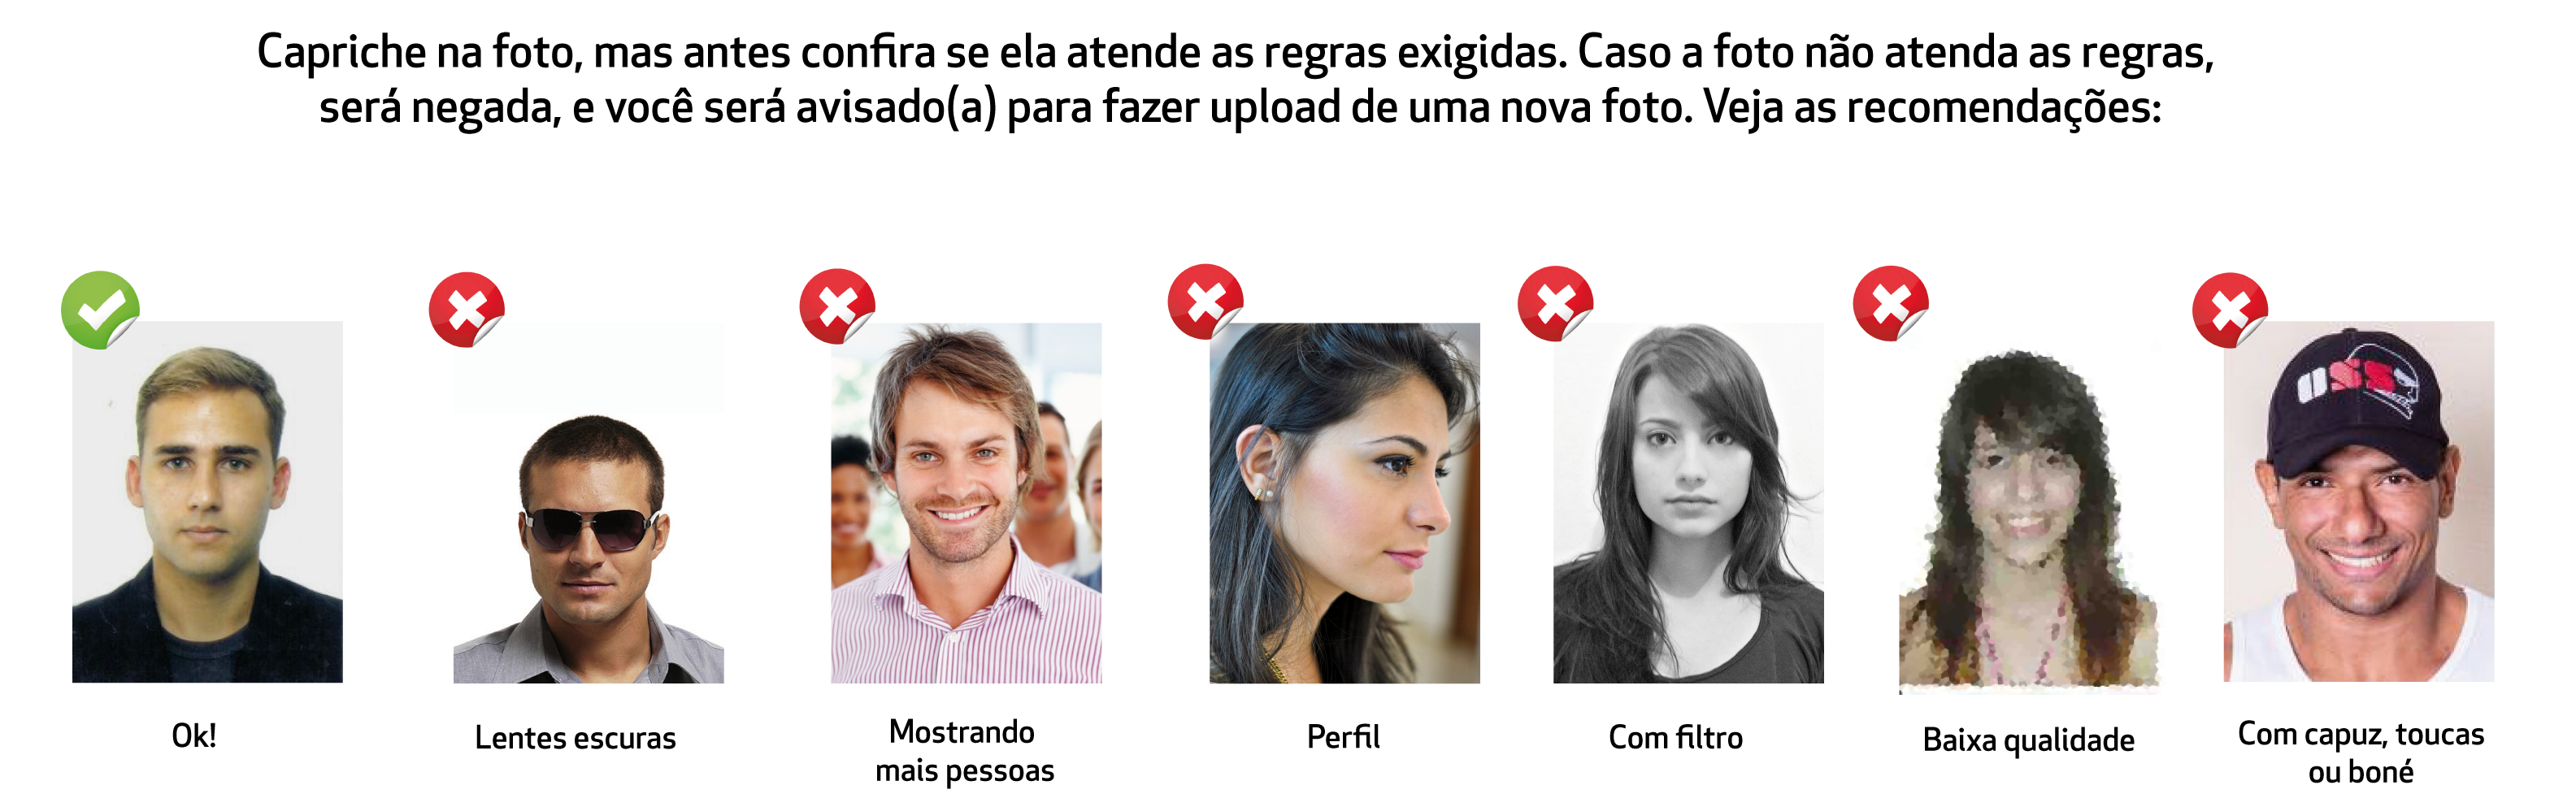 Capriche na foto, mas antes confira se ela atende as regras exigidas. Caso a foto não atenda as regras,
será negada, e você será avisado(a) para fazer upload de uma nova foto. Veja as recomendações:
OSS
Ok!
Lentes escuras
Mostrando
mais pessoas
Perfil
Com filtro
Baixa qualidade
Com capuz, toucas
ou boné